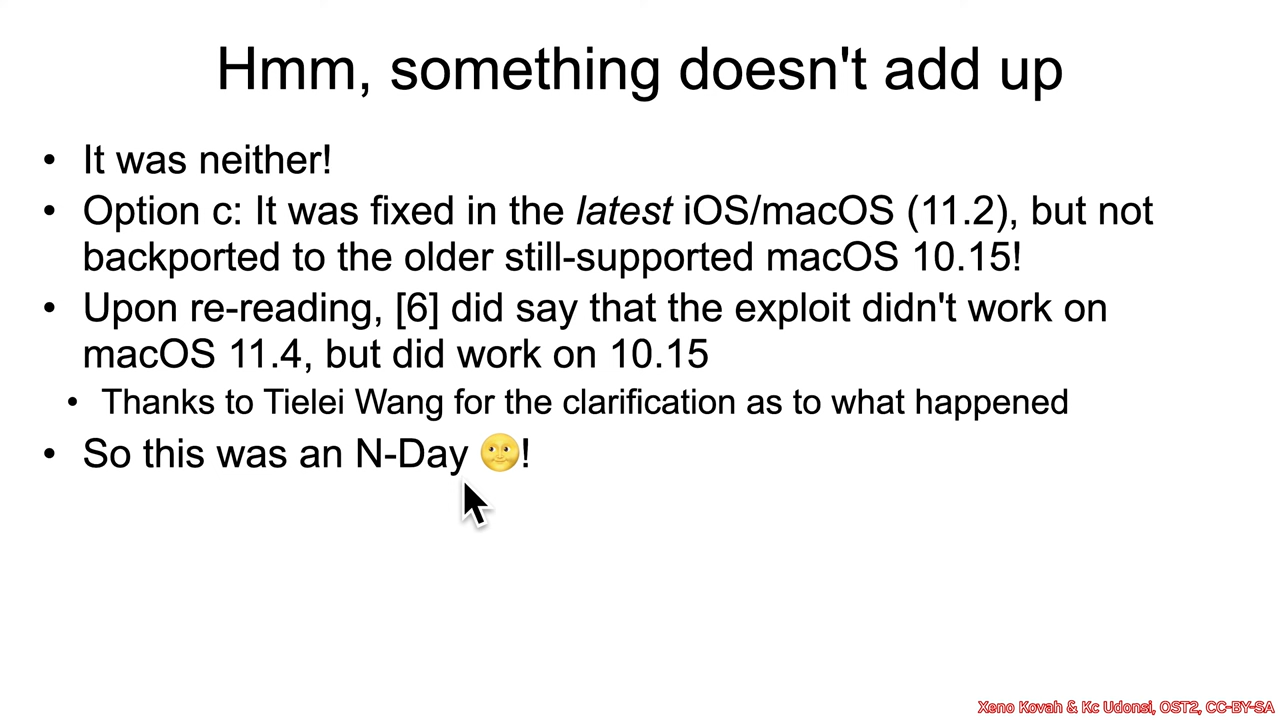 Hmm, something doesn't add up
• It was neither!
• Option c: It was fixed in the latest iOS/macOS (11.2), but not
backported to the older still-supported macOS 10.15!
• Upon re-reading, [6] did say that the exploit didn't work on
macOS 11.4, but did work on 10.15
• Thanks to Tielei Wang for the clarification as to what happened
• So this was an N-Day 🌝!
Xeno Kovah & Kc Udonsi, OST2, CC-BY-SA